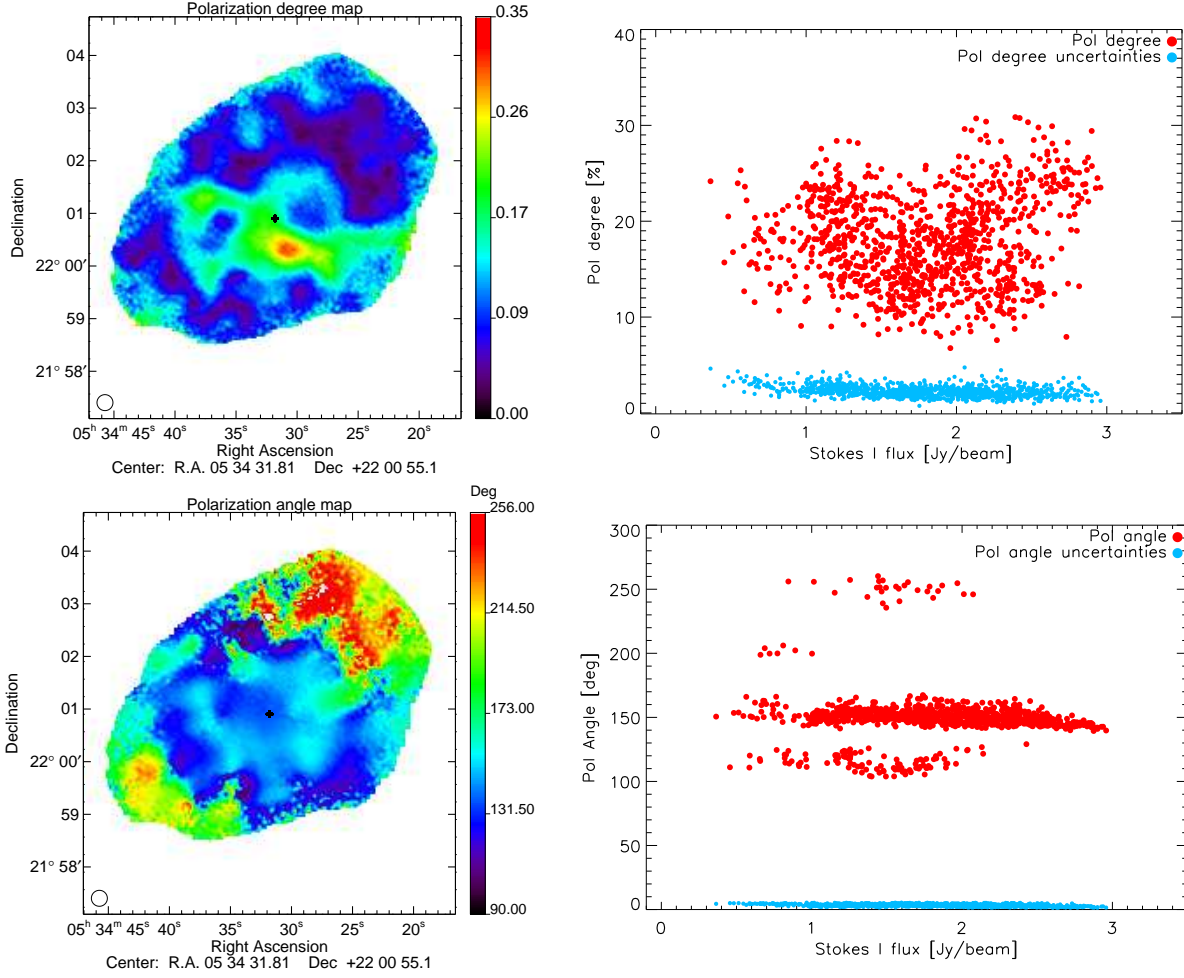 Polarization degree map
0.35
0.26
0.17
0.09
0.00
04
03
02
01
22° 00′
59
21° 58′
Declination
05ʰ 34ᵐ 45ˢ 40ˢ 35ˢ 30ˢ 25ˢ 20ˢ
Right Ascension
Center: R.A. 05 34 31.81 Dec +22 00 55.1
40
30
20
10
0
Pol degree [%]
Pol degree
Pol degree uncertainties
0 1 2 3
Stokes I flux [Jy/beam]
Polarization angle map
Deg
256.00
214.50
173.00
131.50
90.00
04
03
02
01
22° 00′
59
21° 58′
Declination
05ʰ 34ᵐ 45ˢ 40ˢ 35ˢ 30ˢ 25ˢ 20ˢ
Right Ascension
Center: R.A. 05 34 31.81 Dec +22 00 55.1
300
250
200
150
100
50
0
Pol Angle [deg]
Pol angle
Pol angle uncertainties
0 1 2 3
Stokes I flux [Jy/beam]